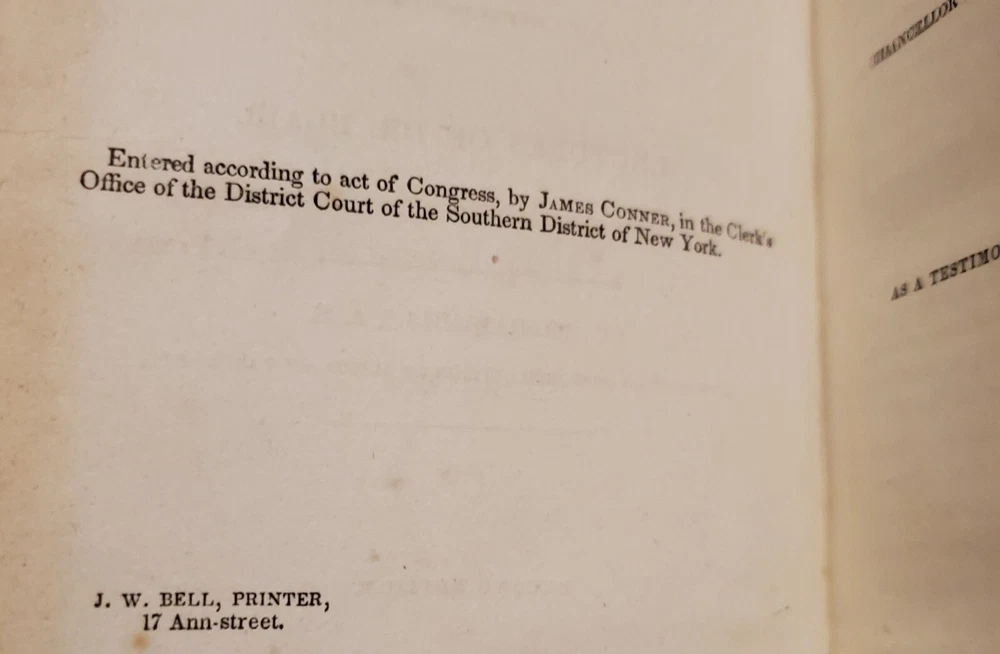 Entered according to act of Congress, by JAMES CONNER, in the Clerk's
Office of the District Court of the Southern District of New York.
J. W. BELL, PRINTER,
17 Ann-street.
CHANCELLOR
AS A TESTIMO